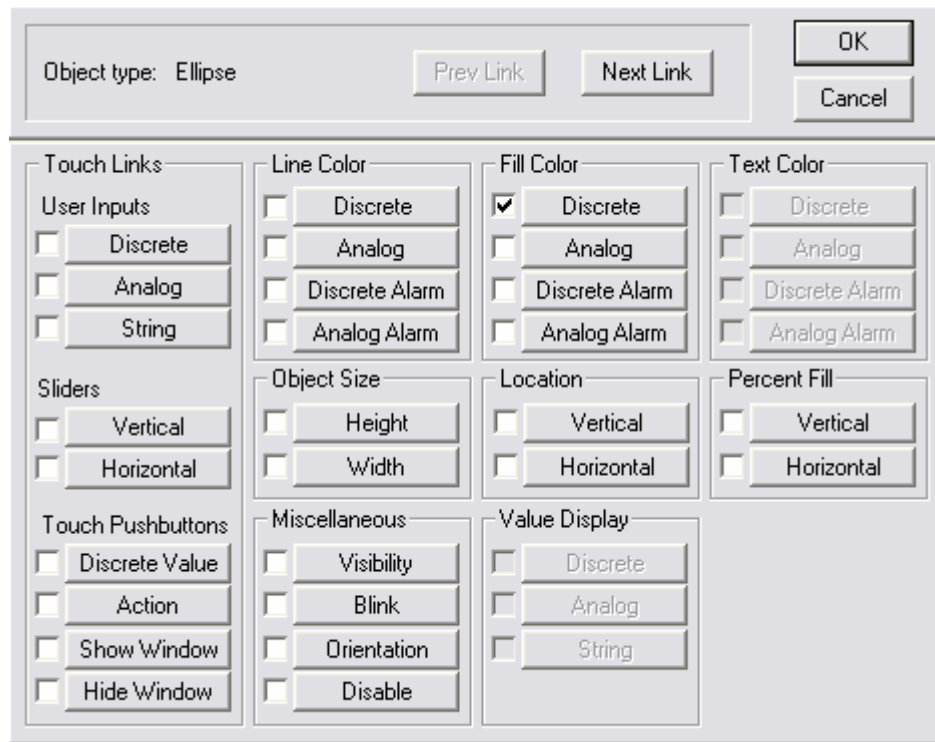 Object type: Ellipse
Prev Link
Next Link
OK
Cancel
Touch Links
User Inputs
Discrete
Analog
String
Sliders
Vertical
Horizontal
Touch Pushbuttons
Discrete Value
Action
Show Window
Hide Window
Line Color
Discrete
Analog
Discrete Alarm
Analog Alarm
Object Size
Height
Width
Miscellaneous
Visibility
Blink
Orientation
Disable
Fill Color
Discrete
Analog
Discrete Alarm
Analog Alarm
Location
Vertical
Horizontal
Value Display
Discrete
Analog
String
Text Color
Discrete
Analog
Discrete Alarm
Analog Alarm
Percent Fill
Vertical
Horizontal